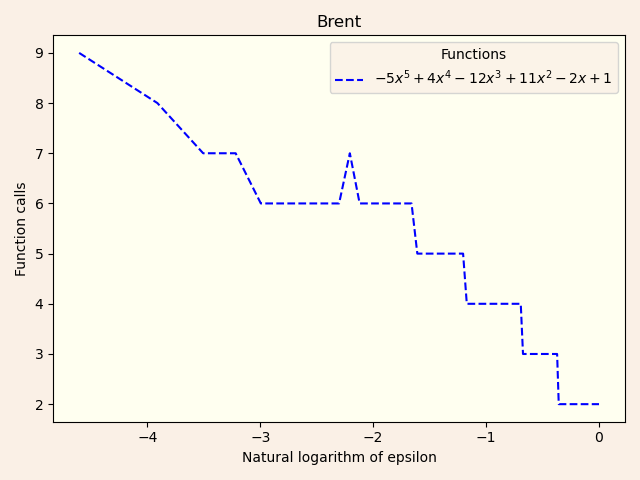 Brent
Functions
$-5x^5 + 4x^4 - 12x^3 + 11x^2 - 2x + 1$
Function calls
9
8
7
6
5
4
3
2
−4 −3 −2 −1 0
Natural logarithm of epsilon